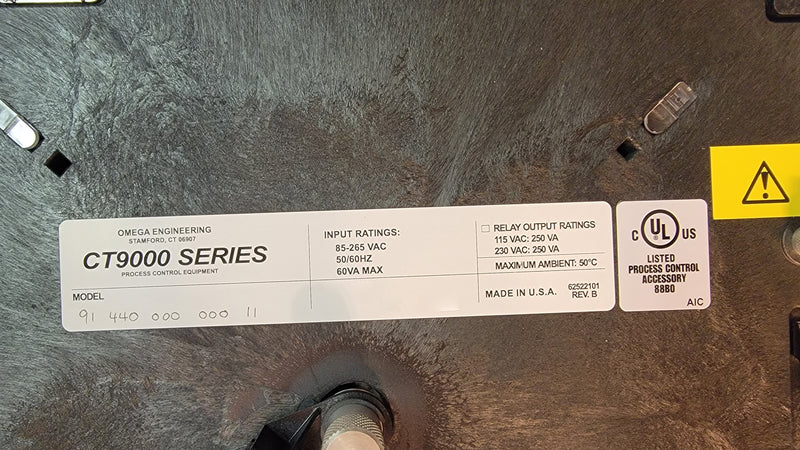 OMEGA ENGINEERING
STAMFORD, CT 06907
CT9000 SERIES
PROCESS CONTROL EQUIPMENT
MODEL
91 440 000 000 11
INPUT RATINGS:
85-265 VAC
50/60HZ
60VA MAX
RELAY OUTPUT RATINGS
115 VAC: 250 VA
230 VAC: 250 VA
MAXIMUM AMBIENT: 50°C
MADE IN U.S.A.
62522101
REV. B
C UL US
LISTED
PROCESS CONTROL
ACCESSORY
88B0
AIC